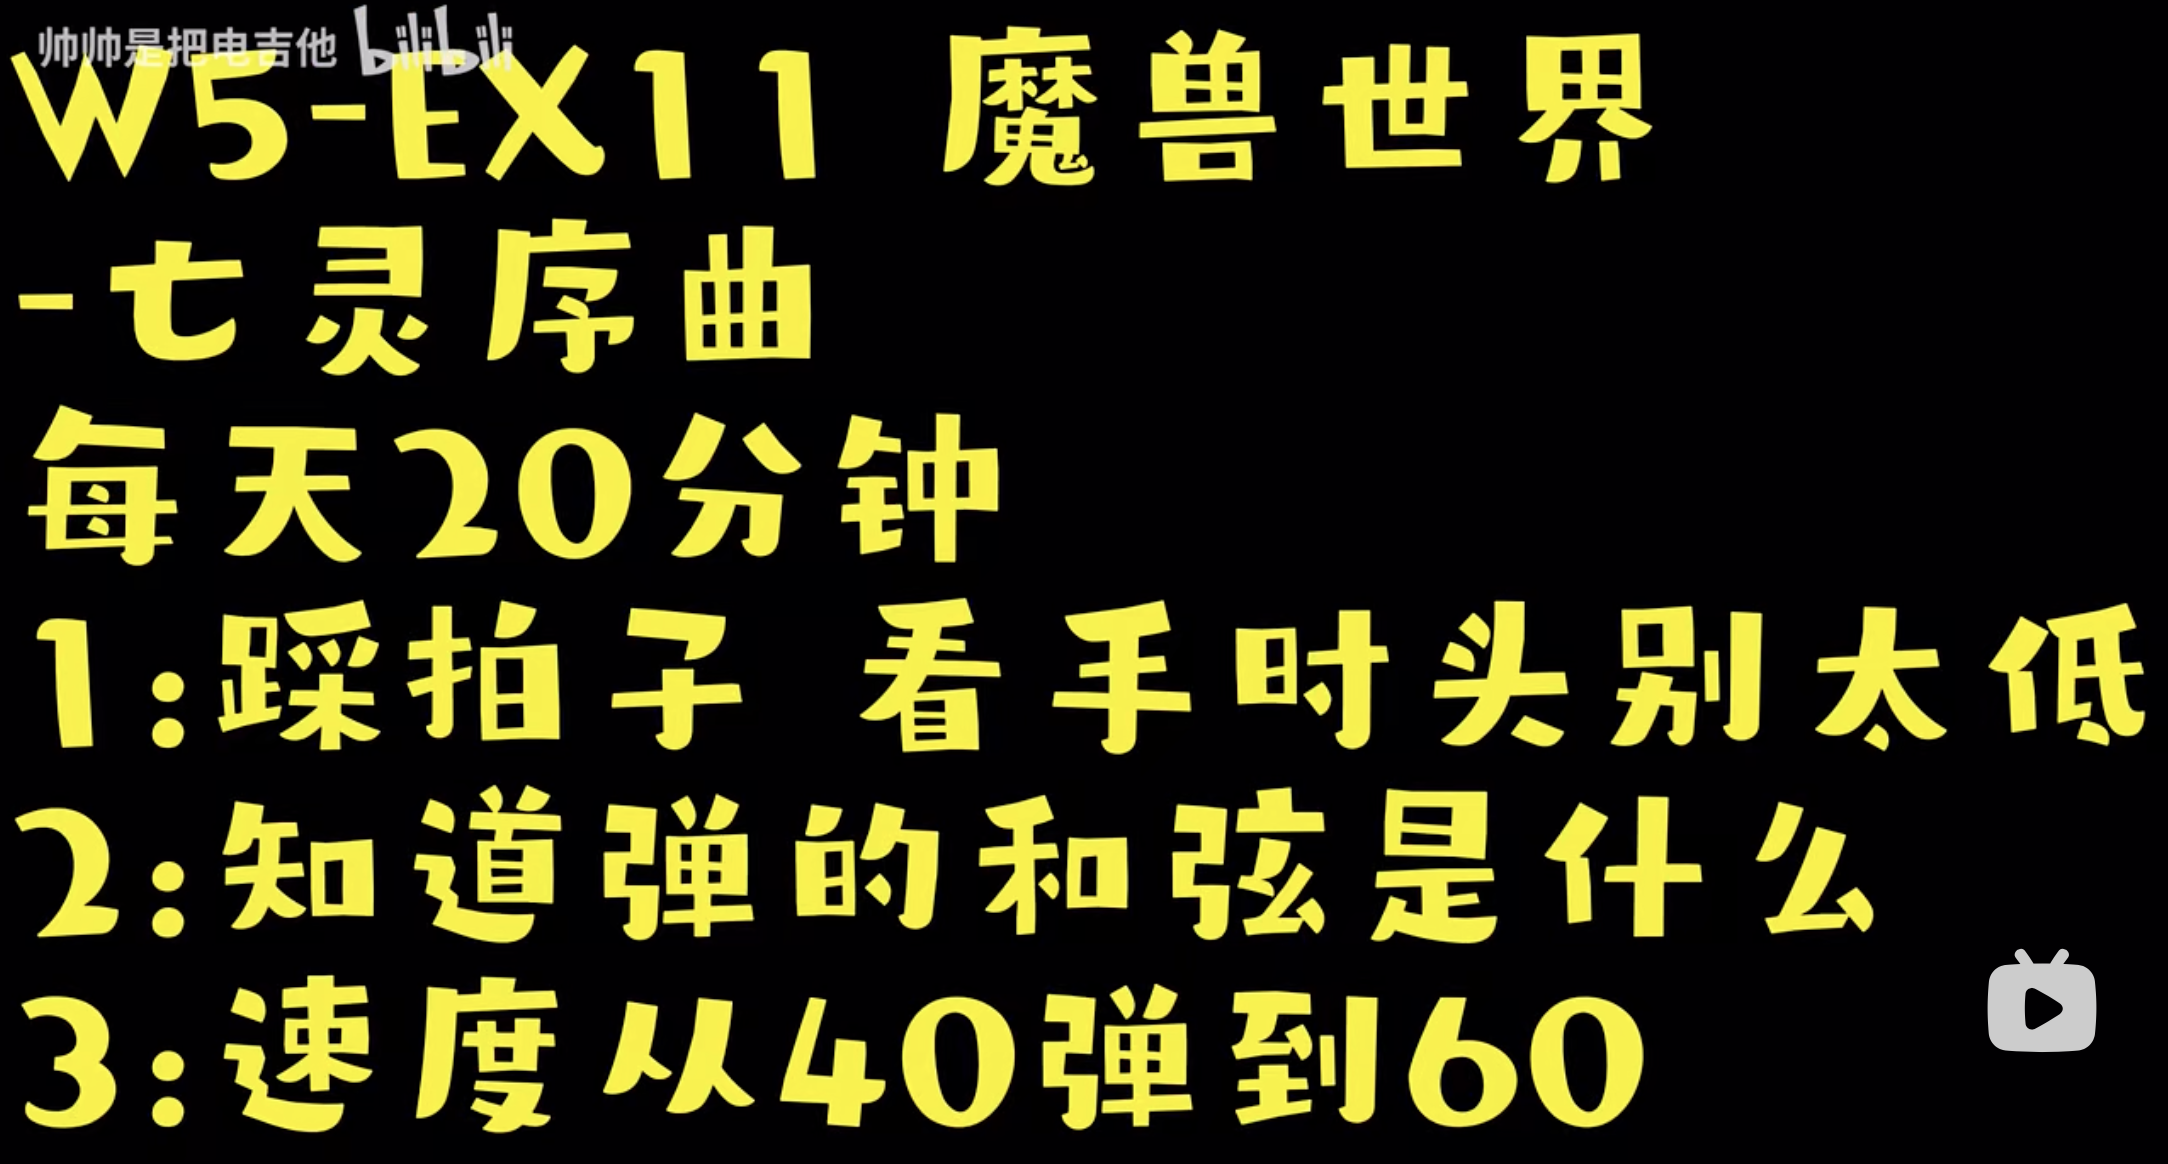 帅帅是把电吉他 bilibili
W5-EX11 魔兽世界
-七灵序曲
每天20分钟
1:踩拍子 看手时头别太低
2:知道弹的和弦是什么
3:速度从40弹到60